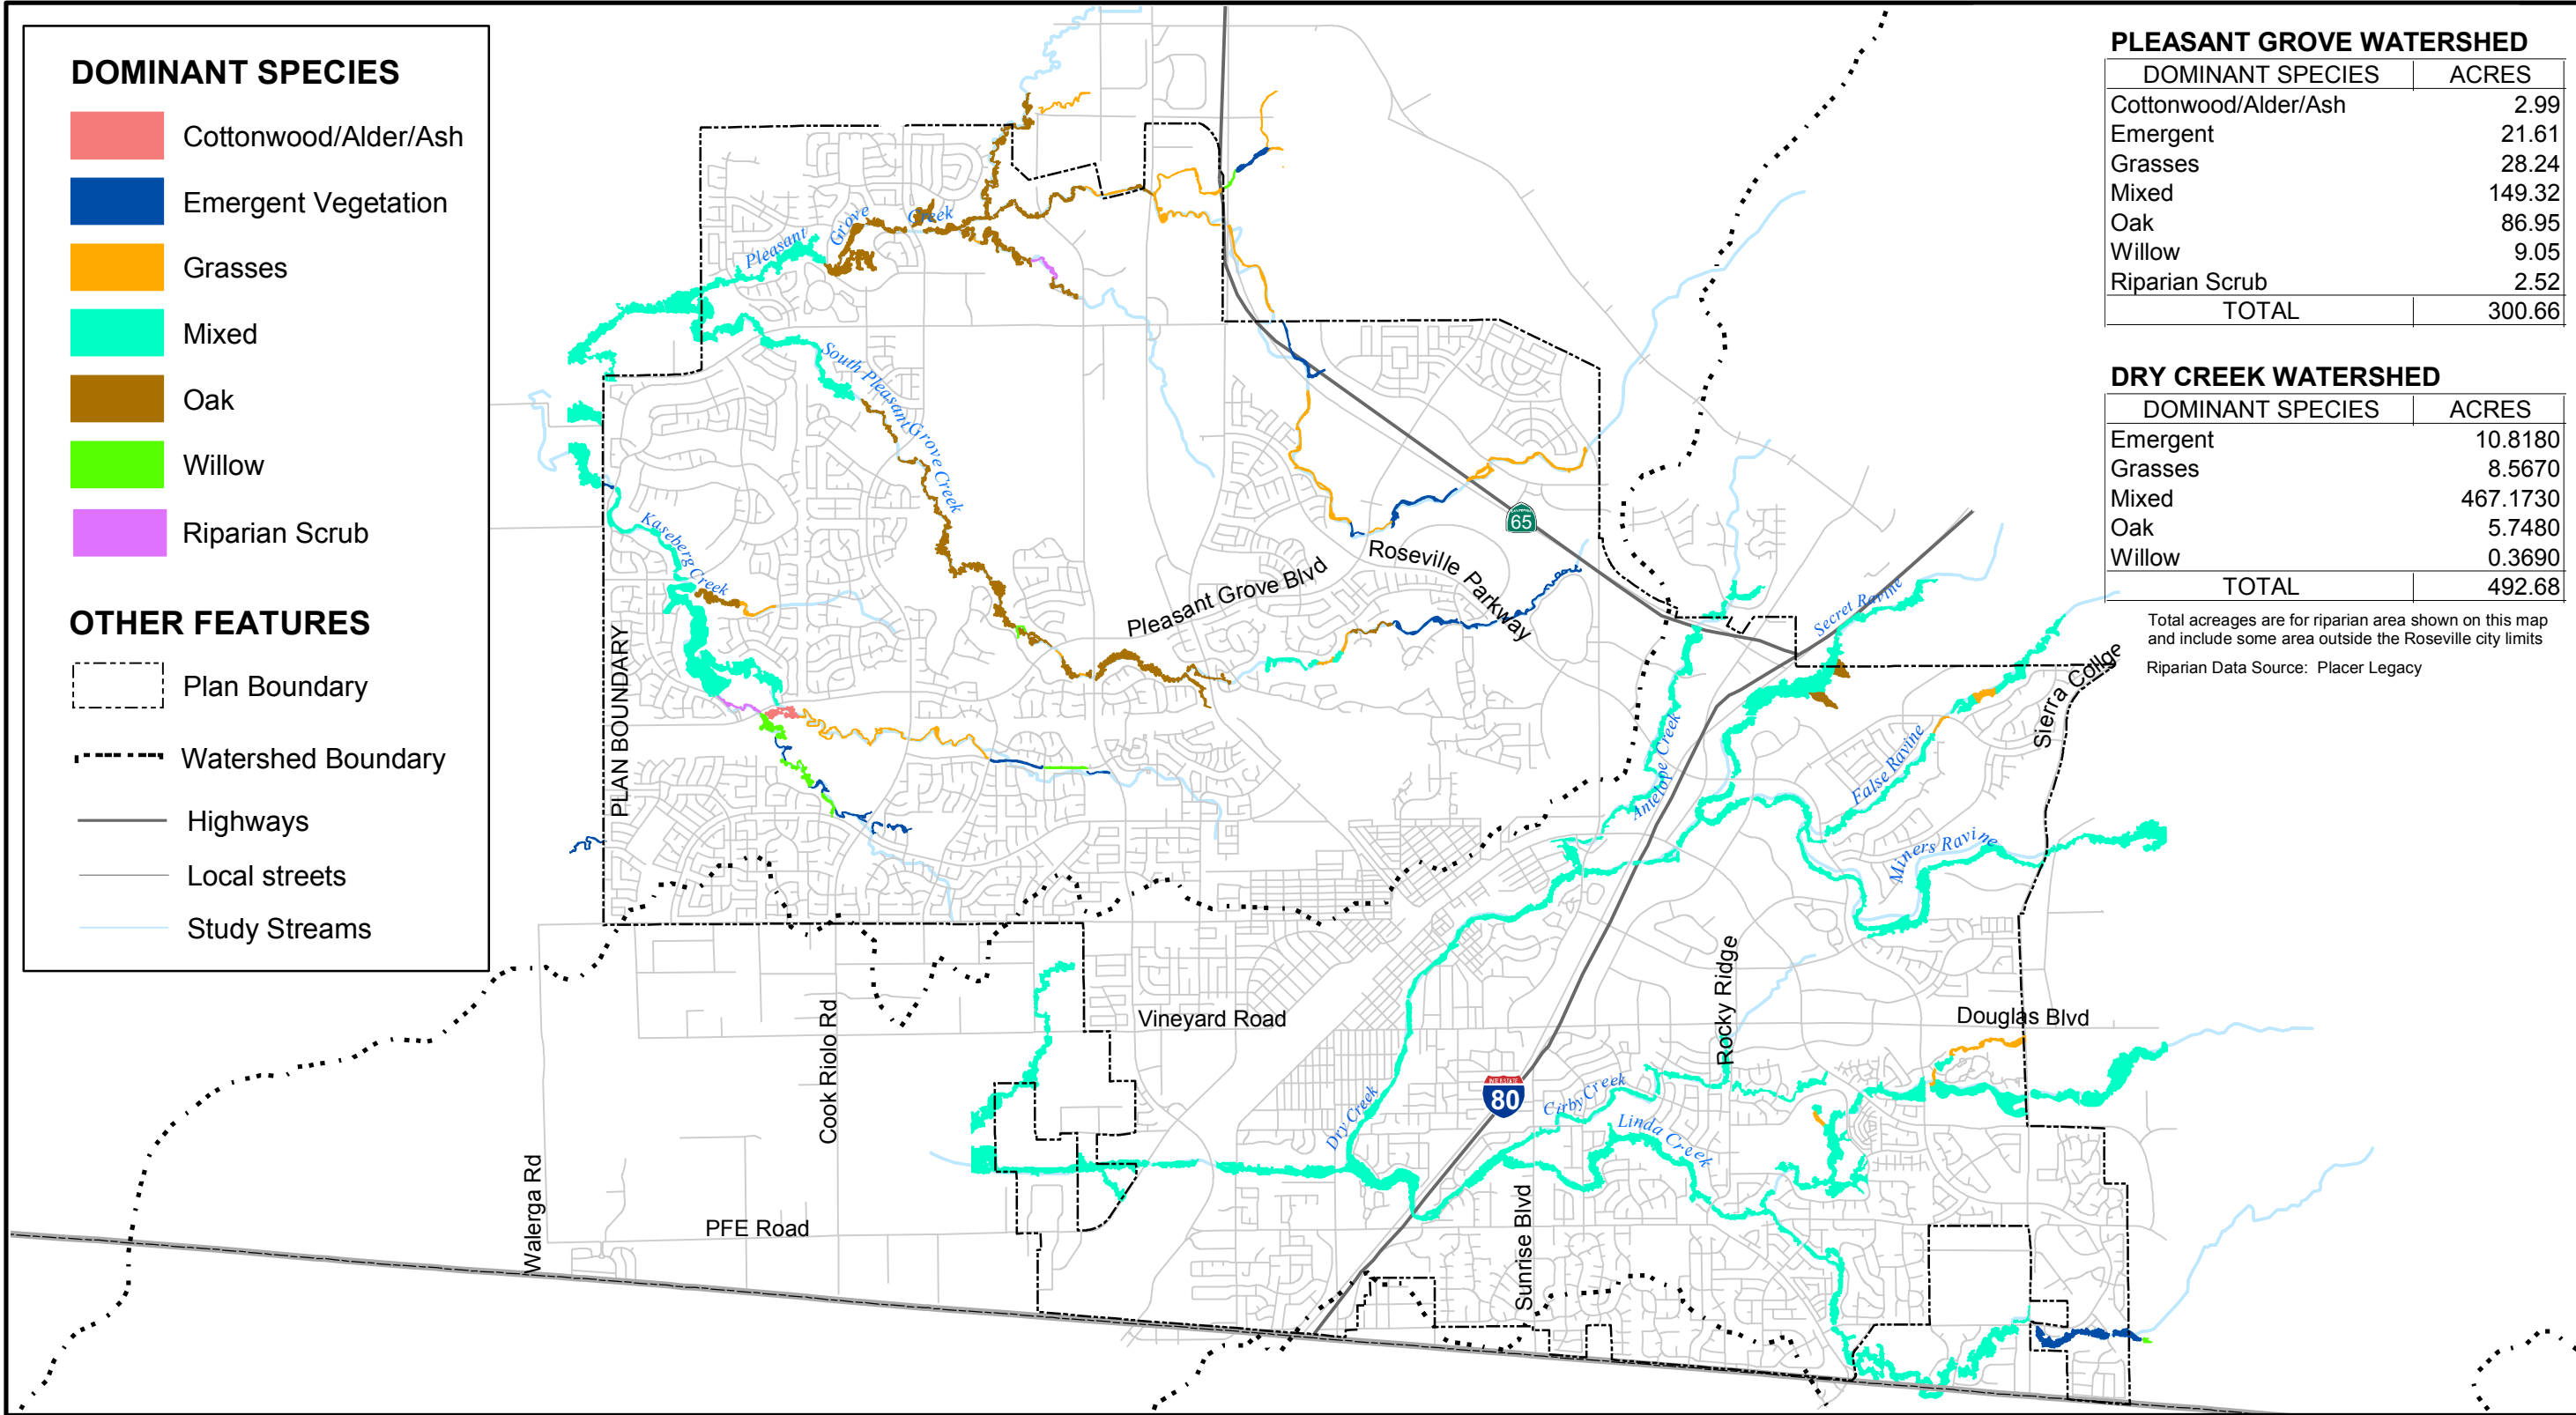 DOMINANT SPECIES
Cottonwood/Alder/Ash
Emergent Vegetation
Grasses
Mixed
Oak
Willow
Riparian Scrub
OTHER FEATURES
Plan Boundary
Watershed Boundary
Highways
Local streets
Study Streams
PLEASANT GROVE WATERSHED
DOMINANT SPECIES ACRES
Cottonwood/Alder/Ash 2.99
Emergent 21.61
Grasses 28.24
Mixed 149.32
Oak 86.95
Willow 9.05
Riparian Scrub 2.52
TOTAL 300.66
DRY CREEK WATERSHED
DOMINANT SPECIES ACRES
Emergent 10.8180
Grasses 8.5670
Mixed 467.1730
Oak 5.7480
Willow 0.3690
TOTAL 492.68
Total acreages are for riparian area shown on this map
and include some area outside the Roseville city limits
Riparian Data Source: Placer Legacy
Pleasant Grove Creek
South Pleasant Grove Creek
Kaseberg Creek
PLAN BOUNDARY
Pleasant Grove Blvd
Roseville Parkway
65
Secret Ravine
Antelope Creek
False Ravine
Sierra Collge
Miners Ravine
Rocky Ridge
Douglas Blvd
Vineyard Road
Cook Riolo Rd
Dry Creek
80
Cirby Creek
Linda Creek
Walerga Rd
PFE Road
Sunrise Blvd